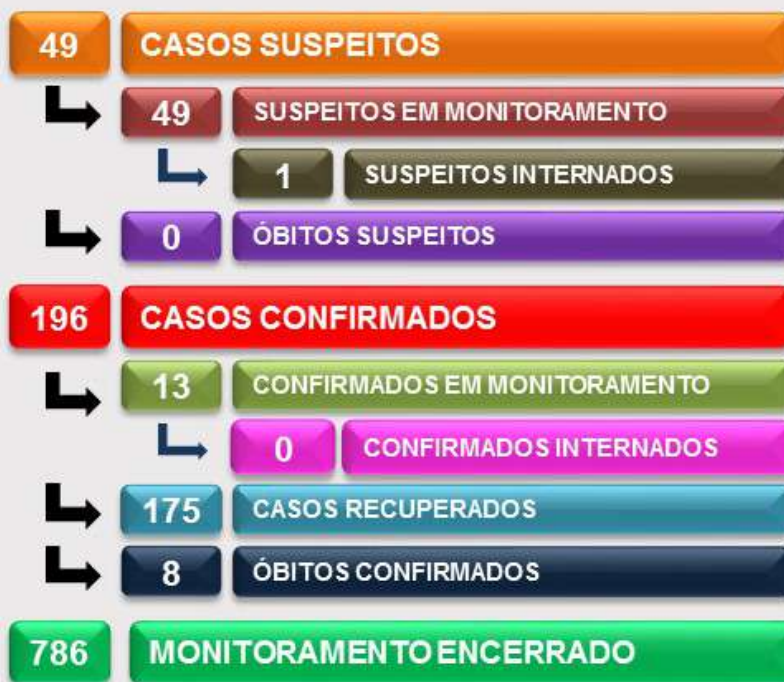 49 CASOS SUSPEITOS
49 SUSPEITOS EM MONITORAMENTO
1 SUSPEITOS INTERNADOS
0 ÓBITOS SUSPEITOS
196 CASOS CONFIRMADOS
13 CONFIRMADOS EM MONITORAMENTO
0 CONFIRMADOS INTERNADOS
175 CASOS RECUPERADOS
8 ÓBITOS CONFIRMADOS
786 MONITORAMENTO ENCERRADO